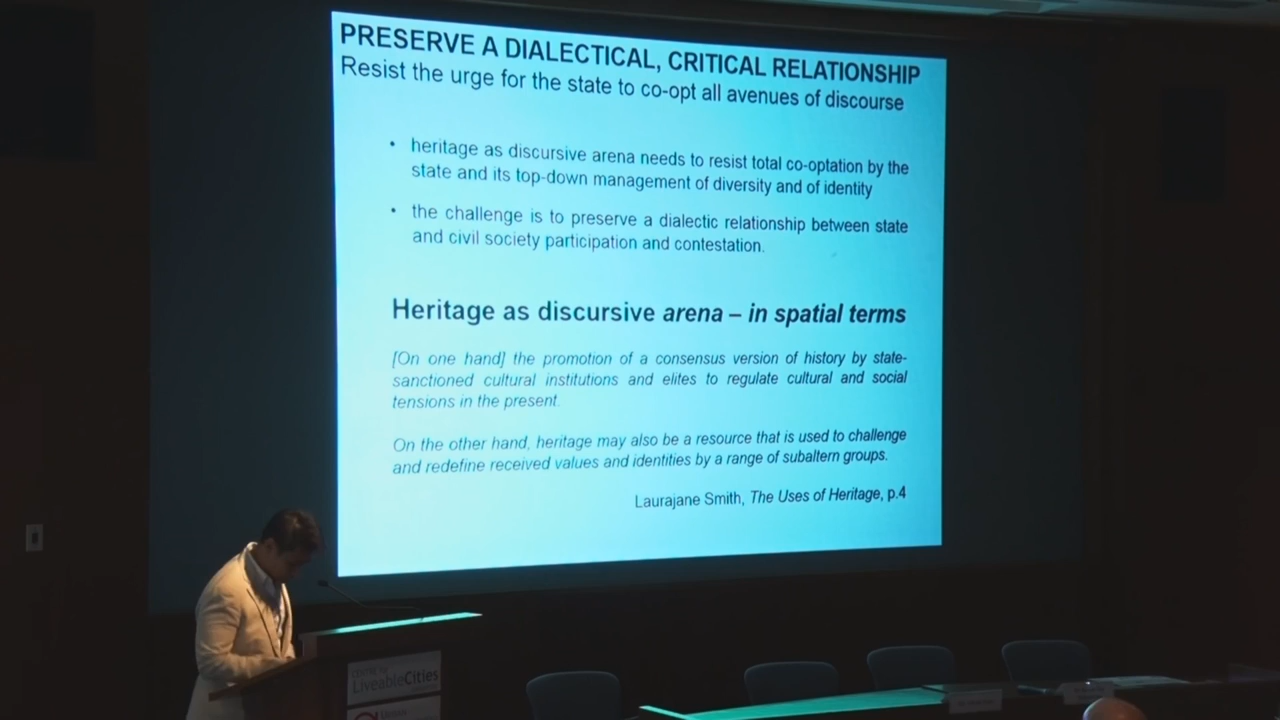 PRESERVE A DIALECTICAL, CRITICAL RELATIONSHIP
Resist the urge for the state to co-opt all avenues of discourse
• heritage as discursive arena needs to resist total co-optation by the
state and its top-down management of diversity and of identity
• the challenge is to preserve a dialectic relationship between state
and civil society participation and contestation.
Heritage as discursive arena – in spatial terms
[On one hand] the promotion of a consensus version of history by state-
sanctioned cultural institutions and elites to regulate cultural and social
tensions in the present.
On the other hand, heritage may also be a resource that is used to challenge
and redefine received values and identities by a range of subaltern groups.
Laurajane Smith, The Uses of Heritage, p.4
CENTRE for
LiveableCities